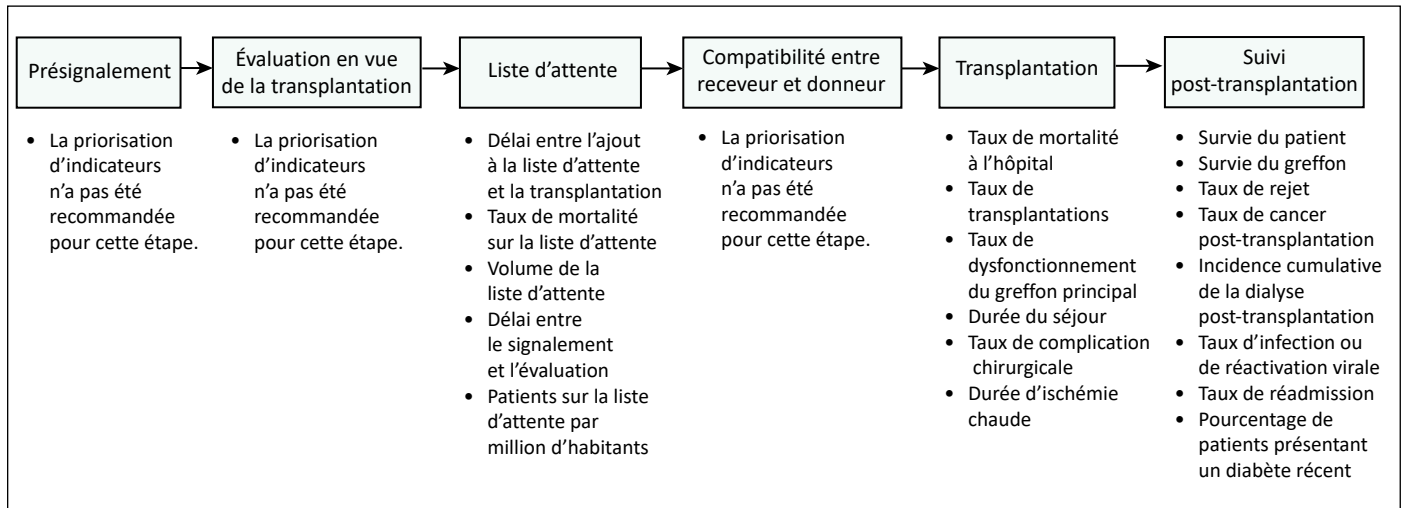 Présignalement
Évaluation en vue
de la transplantation
Liste d'attente
Compatibilité entre
receveur et donneur
Transplantation
Suivi
post-transplantation
• La priorisation
d'indicateurs
n'a pas été
recommandée
pour cette étape.
• La priorisation
d'indicateurs
n'a pas été
recommandée
pour cette étape.
• Délai entre l'ajout
à la liste d'attente
et la transplantation
• Taux de mortalité
sur la liste d'attente
• Volume de la
liste d'attente
• Délai entre
le signalement
et l'évaluation
• Patients sur la liste
d'attente par
million d'habitants
• La priorisation
d'indicateurs
n'a pas été
recommandée
pour cette étape.
• Taux de mortalité
à l'hôpital
• Taux de
transplantations
• Taux de
dysfonctionnement
du greffon principal
• Durée du séjour
• Taux de complication
chirurgicale
• Durée d'ischémie
chaude
• Survie du patient
• Survie du greffon
• Taux de rejet
• Taux de cancer
post-transplantation
• Incidence cumulative
de la dialyse
post-transplantation
• Taux d'infection ou
de réactivation virale
• Taux de réadmission
• Pourcentage de
patients présentant
un diabète récent